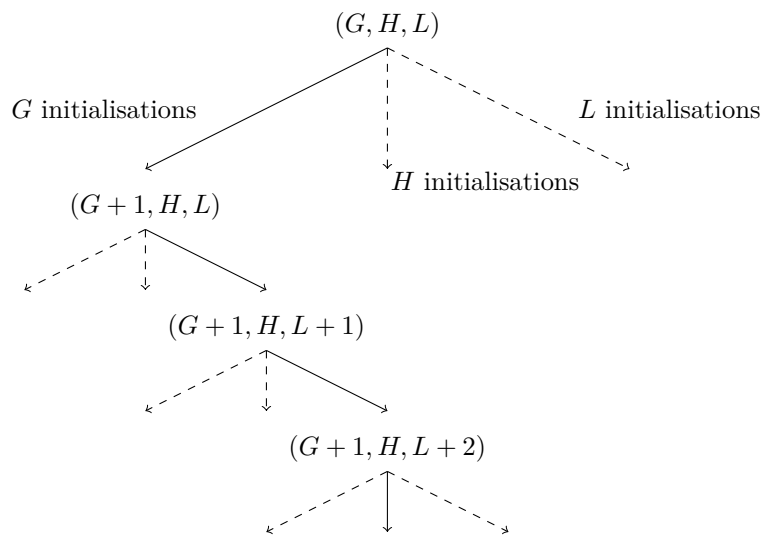 (G, H, L)
G initialisations
L initialisations
H initialisations
(G + 1, H, L)
(G + 1, H, L + 1)
(G + 1, H, L + 2)